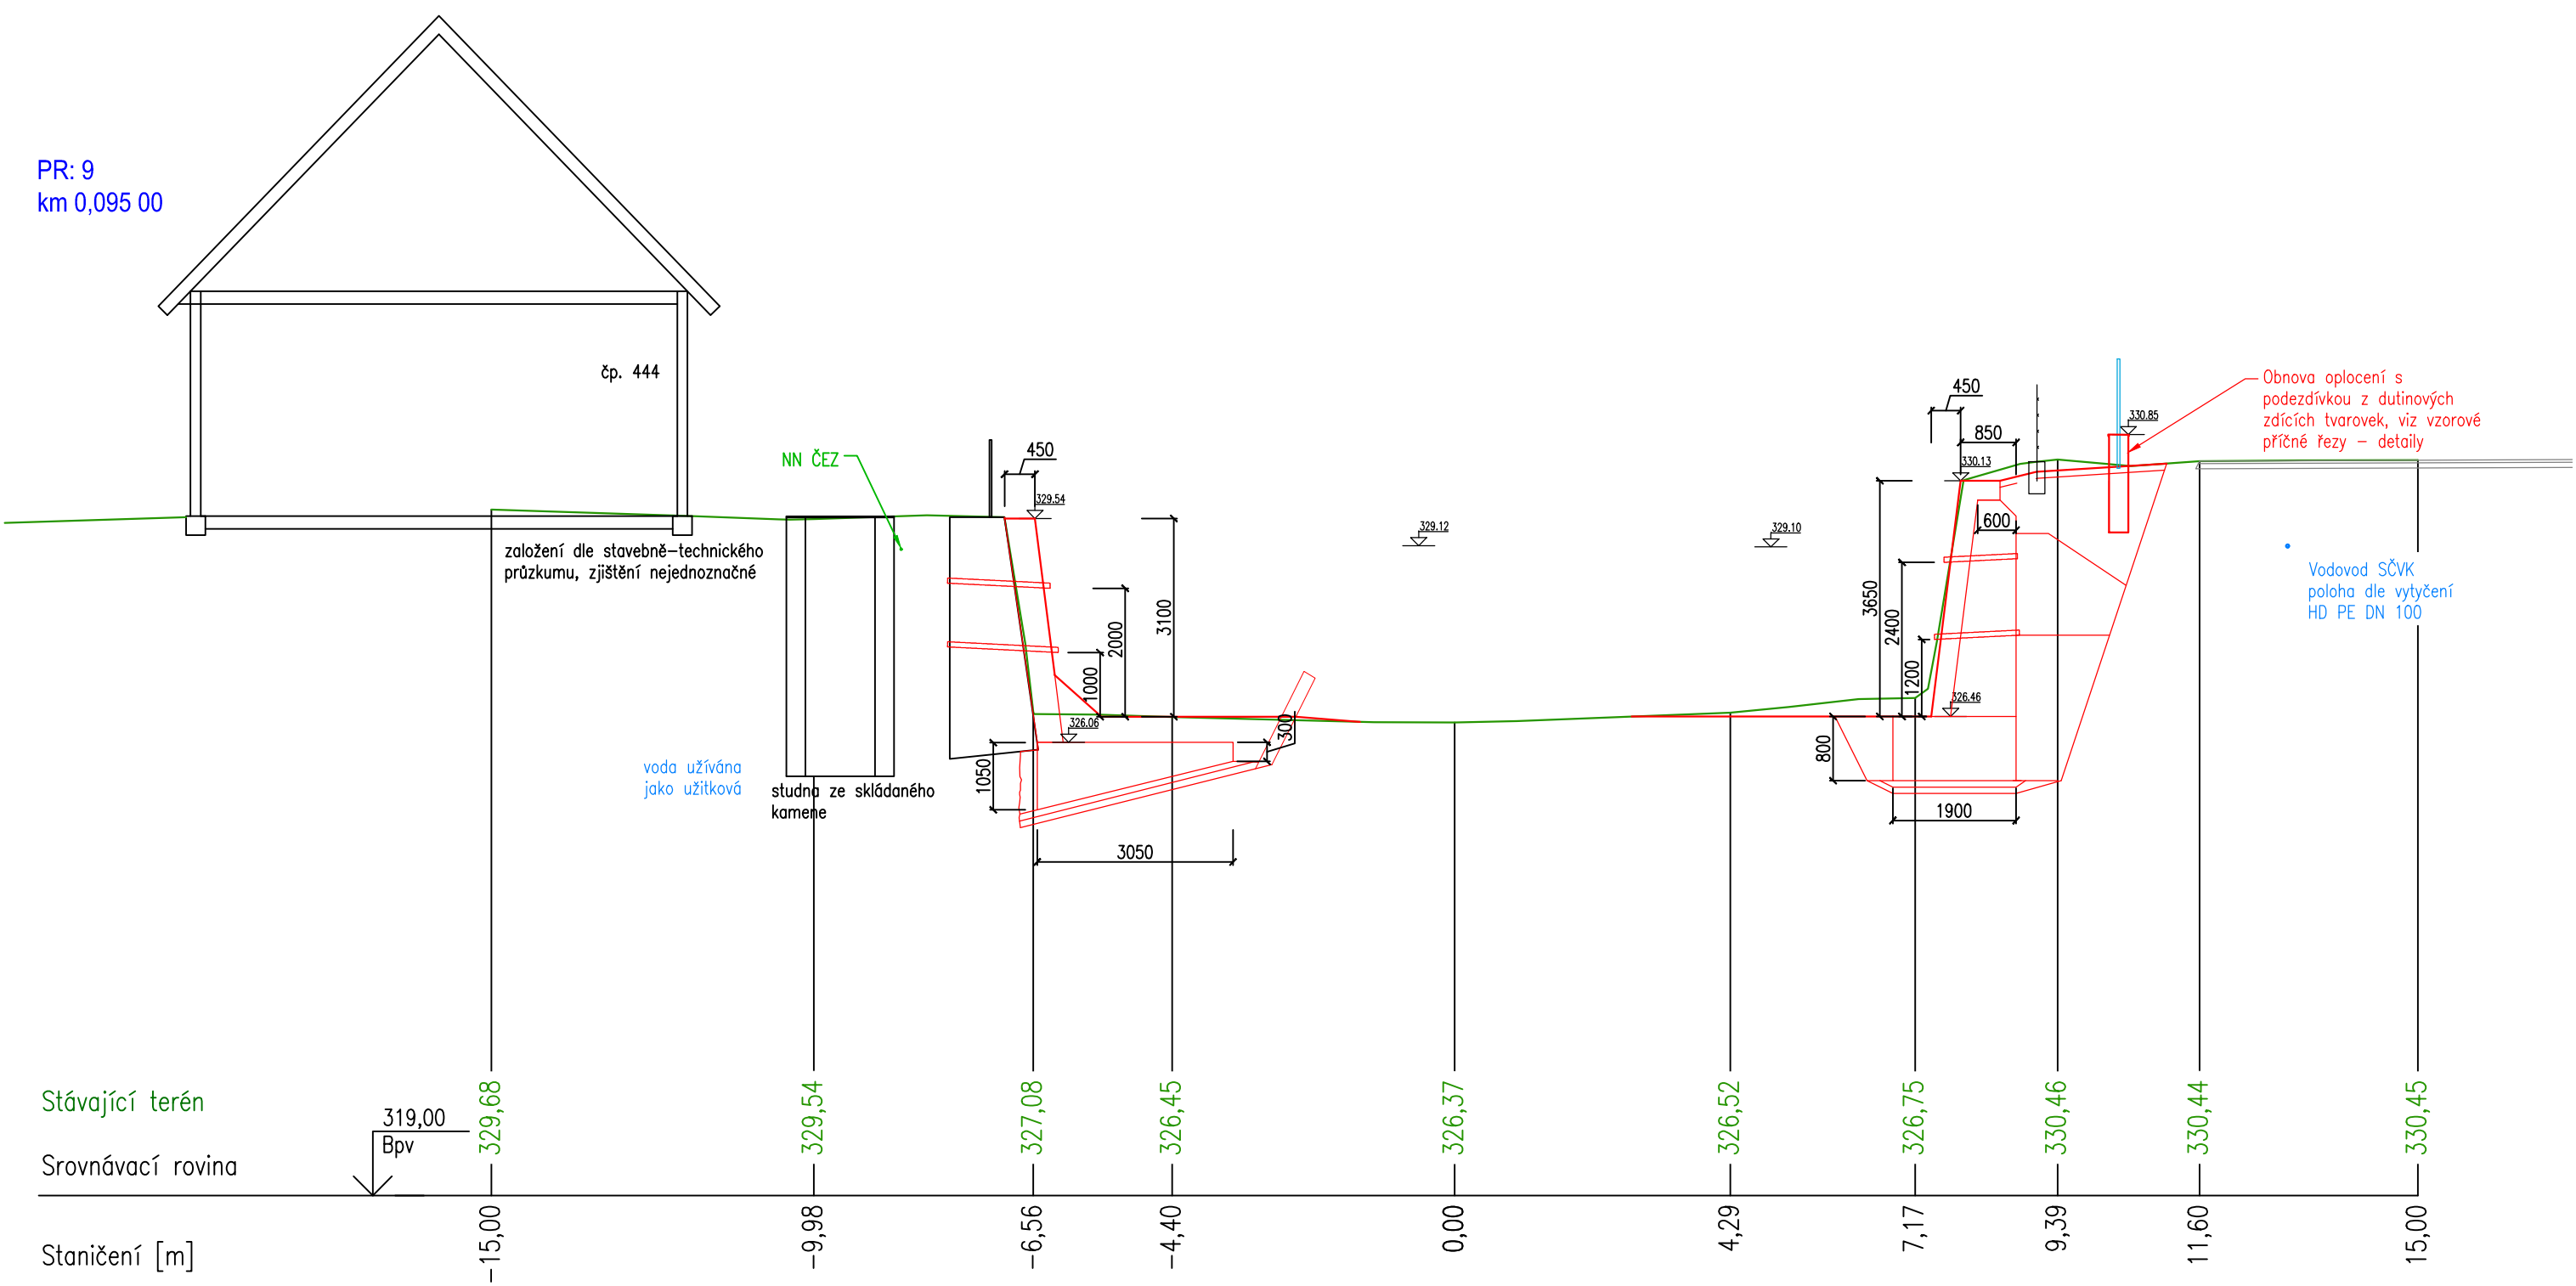 PR: 9
km 0,095 00
čp. 444
založení dle stavebně-technického
průzkumu, zjištění nejednoznačné
NN ČEZ
voda užívána
jako užitková
studna ze skládaného
kamene
450
329.54
2000
1000
3100
326.06
300
1050
3050
329.12
329.10
450
850
330.13
600
3650
2400
1200
326.46
800
1900
330.85
Obnova oplocení s
podezdívkou z dutinových
zdících tvarovek, viz vzorové
příčné řezy – detaily
Vodovod SČVK
poloha dle vytyčení
HD PE DN 100
Stávající terén
329,68
329,54
327,08
326,45
326,37
326,52
326,75
330,46
330,44
330,45
319,00
Bpv
Srovnávací rovina
Staničení [m]
-15,00
-9,98
-6,56
-4,40
0,00
4,29
7,17
9,39
11,60
15,00